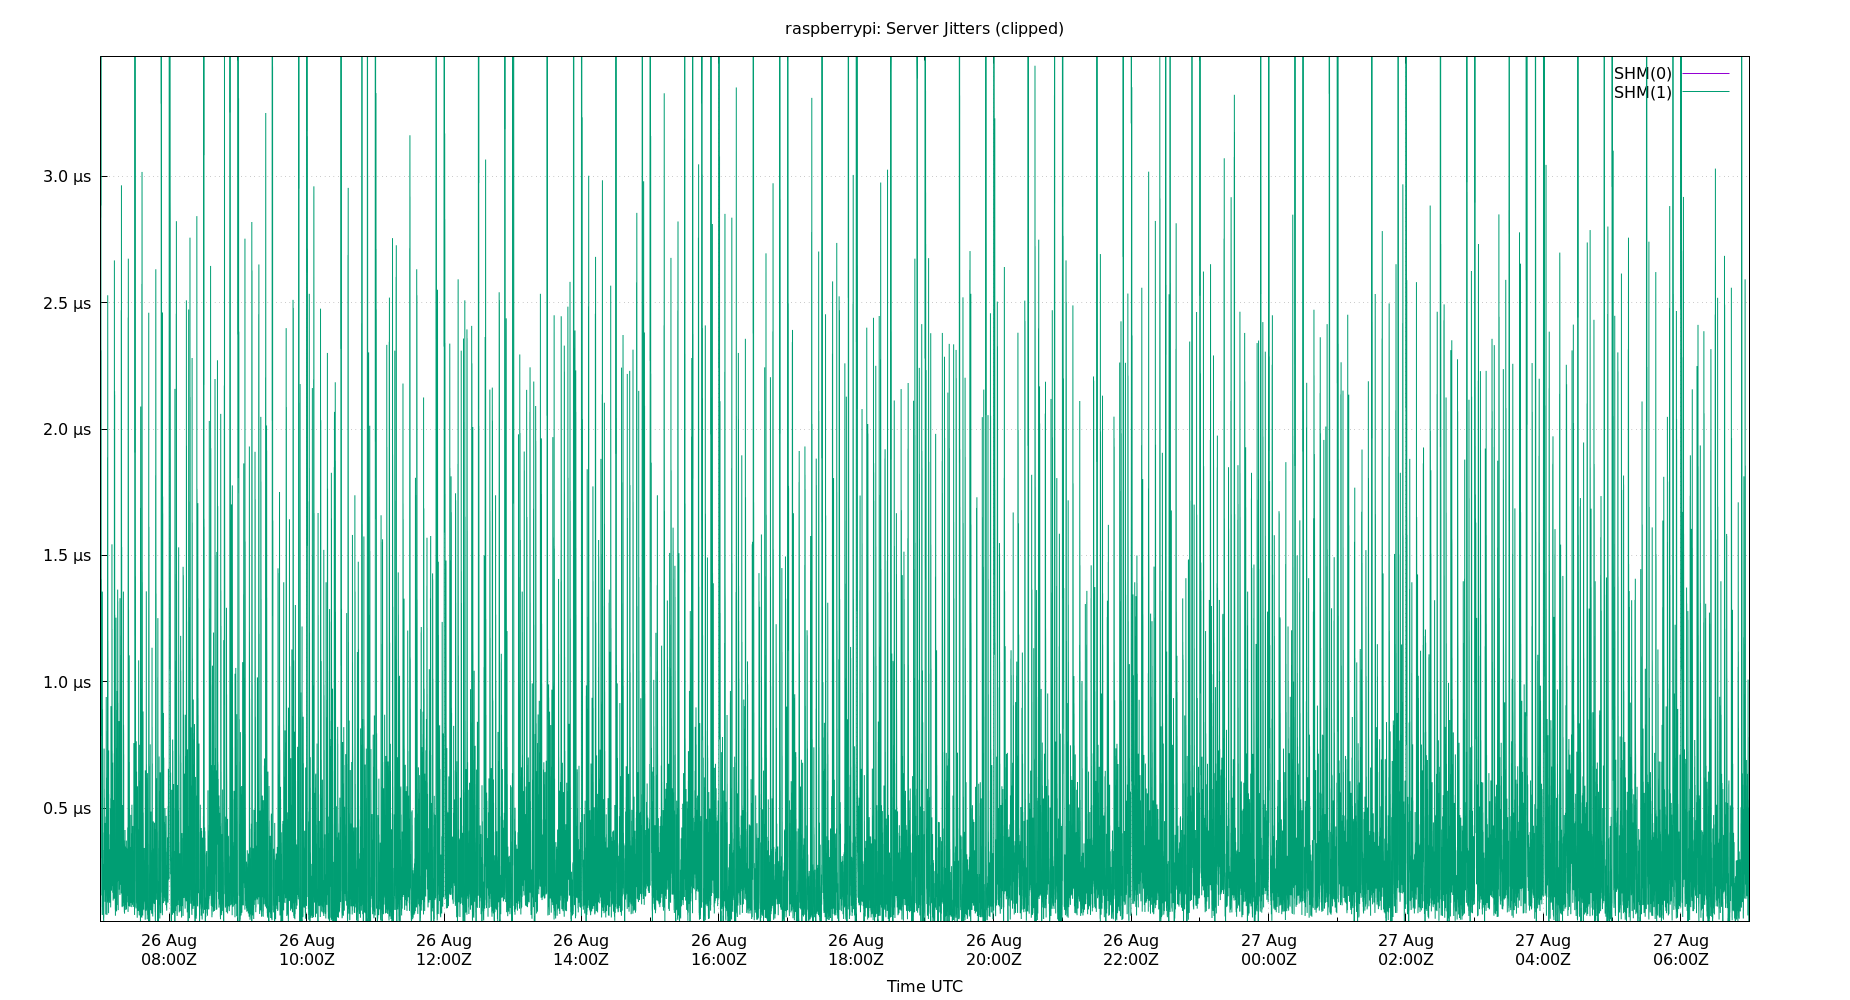 raspberrypi: Server Jitters (clipped)
SHM(0)
SHM(1)
3.0 µs
2.5 µs
2.0 µs
1.5 µs
1.0 µs
0.5 µs
26 Aug 26 Aug 26 Aug 26 Aug 26 Aug 26 Aug 26 Aug 26 Aug 27 Aug 27 Aug 27 Aug 27 Aug
08:00Z 10:00Z 12:00Z 14:00Z 16:00Z 18:00Z 20:00Z 22:00Z 00:00Z 02:00Z 04:00Z 06:00Z
Time UTC